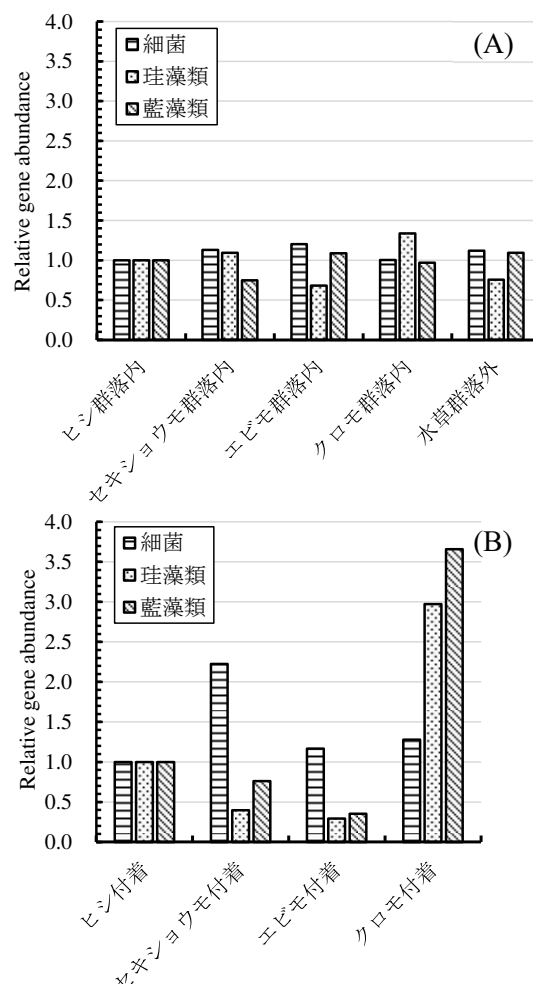 (A)
細菌
珪藻類
藍藻類
Relative gene abundance
4.0
3.5
3.0
2.5
2.0
1.5
1.0
0.5
0.0
ヒシ群落内
セキショウモ群落内
エビモ群落内
クロモ群落内
水草群落外
(B)
細菌
珪藻類
藍藻類
Relative gene abundance
4.0
3.5
3.0
2.5
2.0
1.5
1.0
0.5
0.0
ヒシ付着
セキショウモ付着
エビモ付着
クロモ付着